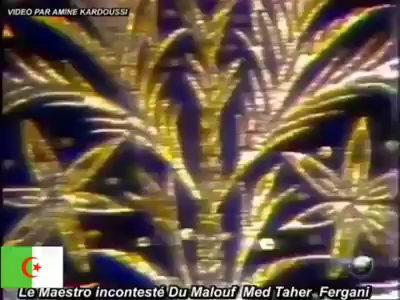 VIDEO PAR AMINE KARDOUSSI
Le Maestro incontesté Du Malouf Med Taher Fergani